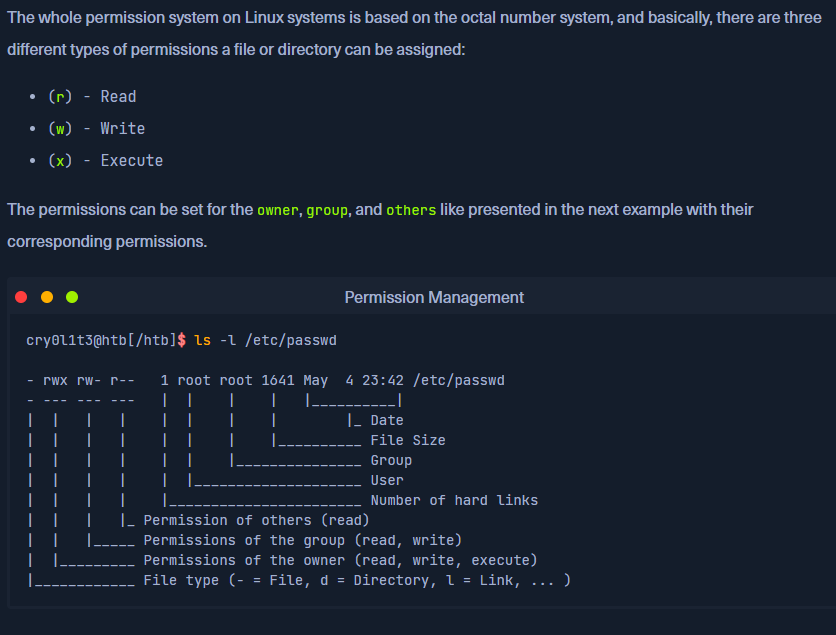 The whole permission system on Linux systems is based on the octal number system, and basically, there are three
different types of permissions a file or directory can be assigned:
• (r) - Read
• (w) - Write
• (x) - Execute
The permissions can be set for the owner, group, and others like presented in the next example with their
corresponding permissions.
Permission Management
cry0l1t3@htb[/htb]$ ls -l /etc/passwd
- rwx rw- r--   1 root root 1641 May  4 23:42 /etc/passwd
- --- --- ---   |  |    |    |   |__________|
|  |   |   |    |  |    |    |        |_ Date
|  |   |   |    |  |    |    |__________ File Size
|  |   |   |    |  |    |_______________ Group
|  |   |   |    |  |____________________ User
|  |   |   |    |_______________________ Number of hard links
|  |   |   |_ Permission of others (read)
|  |   |_____ Permissions of the group (read, write)
|  |_________ Permissions of the owner (read, write, execute)
|____________ File type (- = File, d = Directory, l = Link, ... )